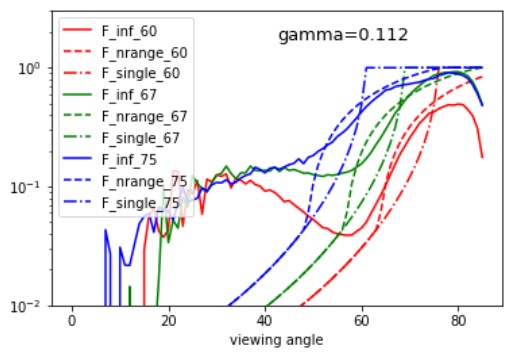 gamma=0.112
F_inf_60
F_nrange_60
F_single_60
F_inf_67
F_nrange_67
F_single_67
F_inf_75
F_nrange_75
F_single_75
10⁰
10⁻¹
10⁻²
0 20 40 60 80
viewing angle